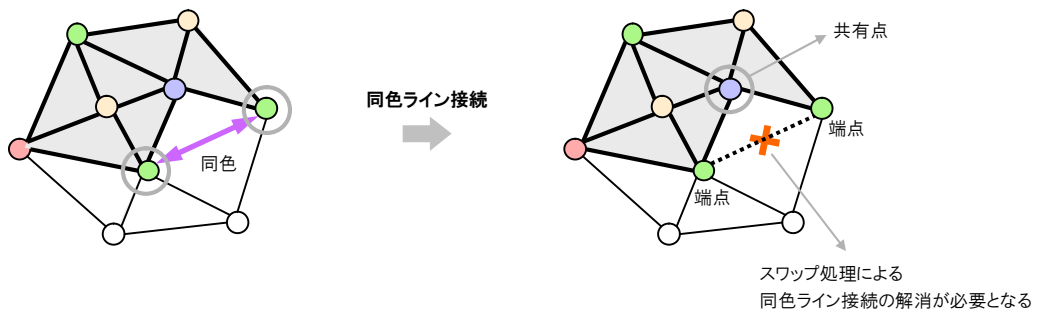 同色
同色ライン接続
共有点
端点
端点
スワップ処理による
同色ライン接続の解消が必要となる